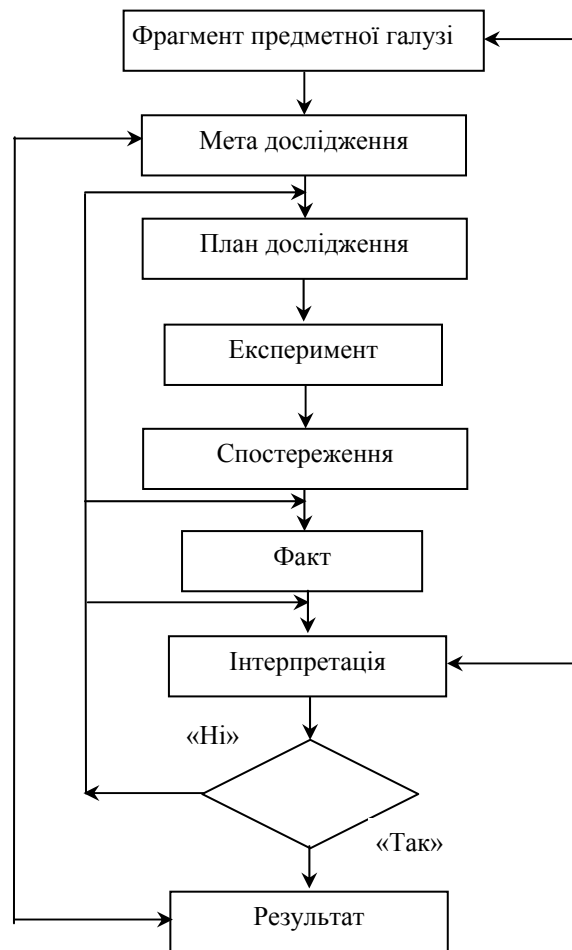 Фрагмент предметної галузі
Мета дослідження
План дослідження
Експеримент
Спостереження
Факт
Інтерпретація
«Ні»
«Так»
Результат